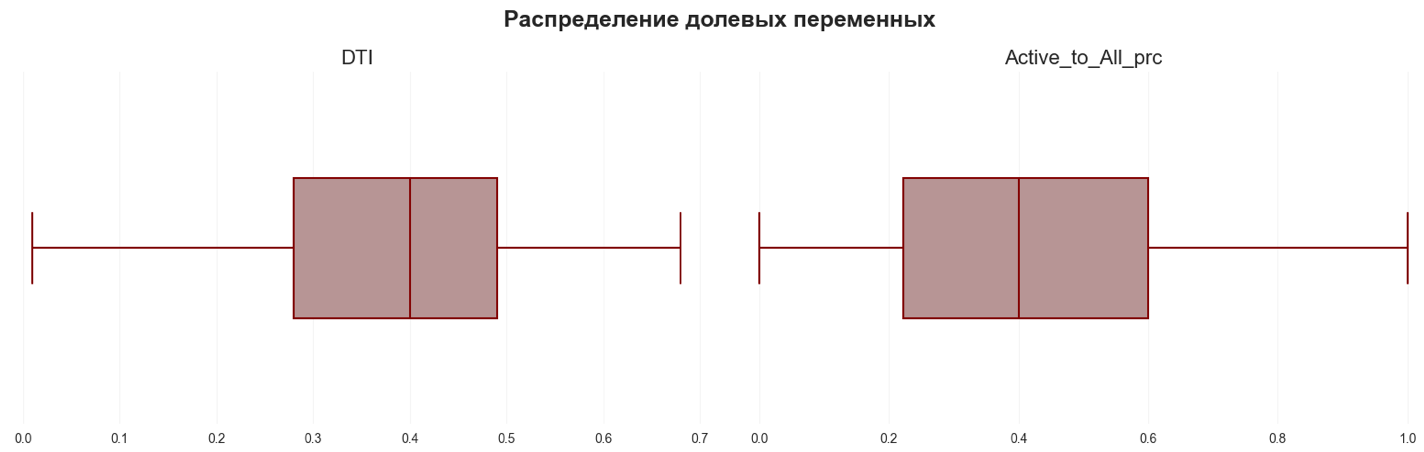 Распределение долевых переменных
DTI
Active_to_All_prc
0.0 0.1 0.2 0.3 0.4 0.5 0.6 0.7
0.0 0.2 0.4 0.6 0.8 1.0